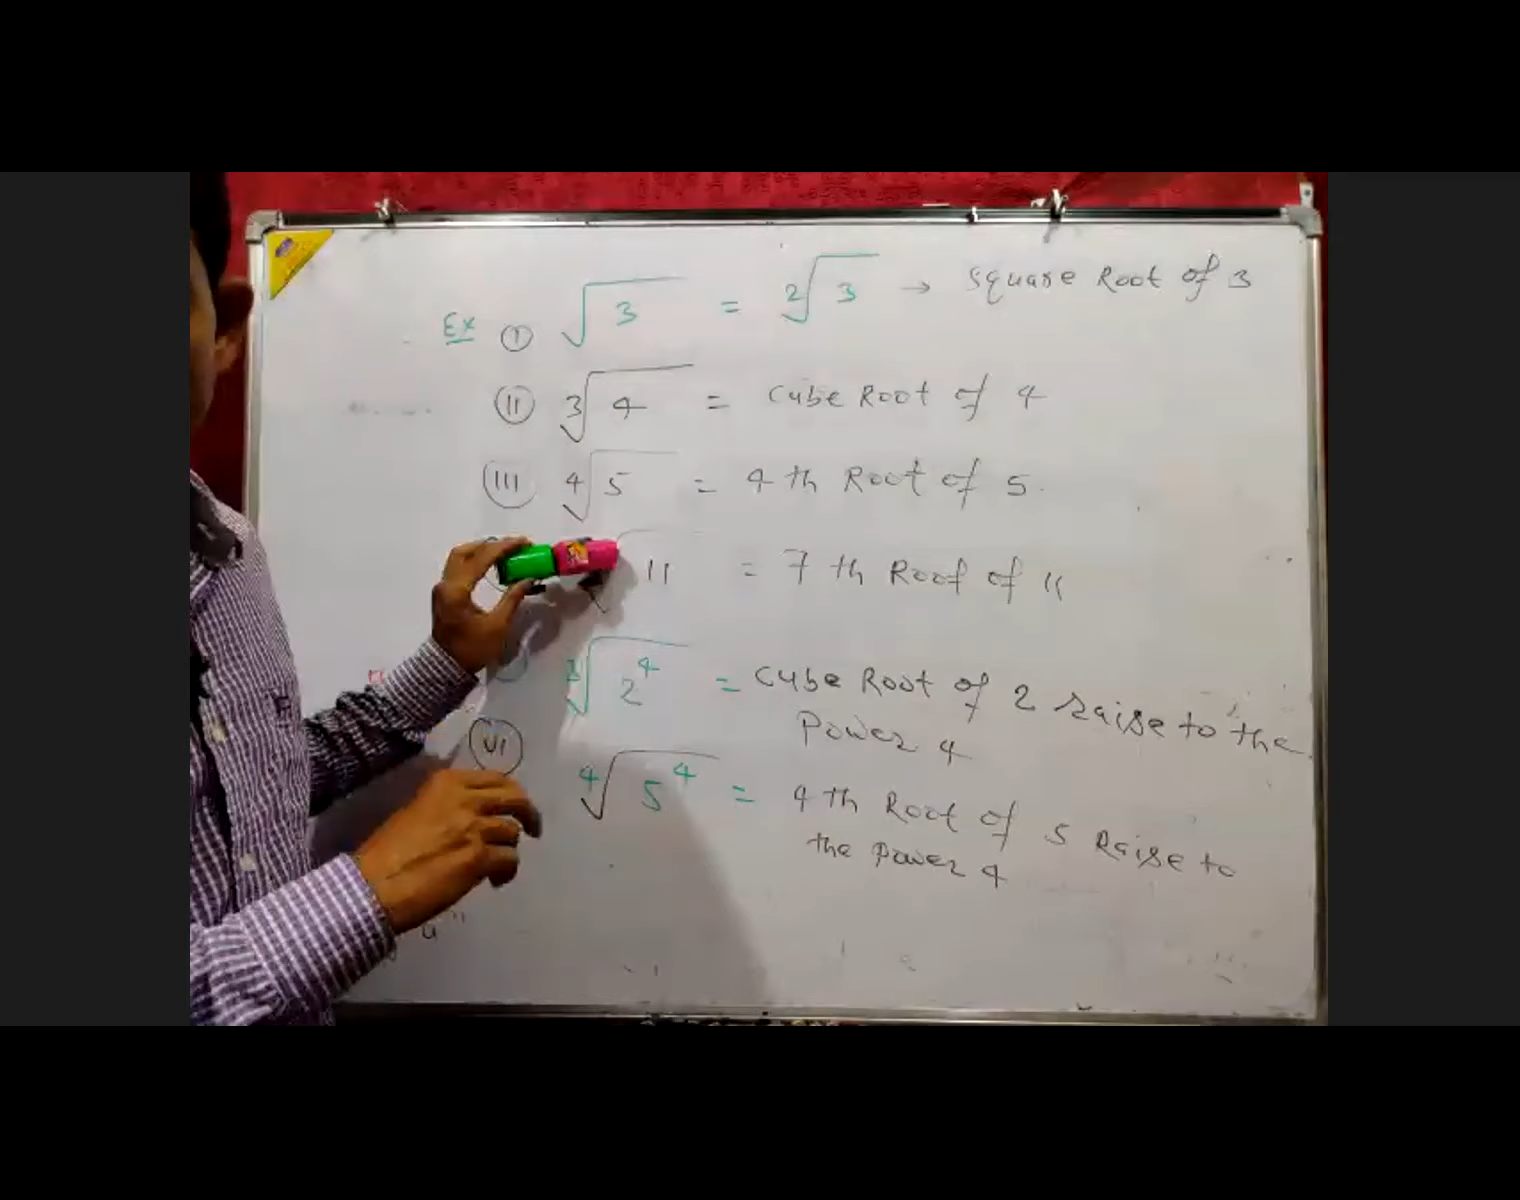 Ex (I) √3 = ²√3 → Square Root of 3
(II) ³√4 = Cube Root of 4
(III) ⁴√5 = 4 th Root of 5
√11 = 7 th Root of 11
³√2⁴ = Cube Root of 2 raise to the
Power 4
(VI) ⁴√5⁴ = 4 th Root of 5 Raise to
the Power 4